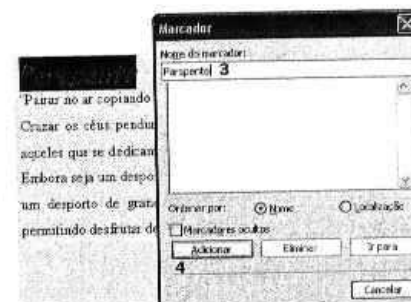 Marcador
Nome do marcador:
Parapente 3
"Pairar no ar copiando
Cruzar os céus pendu
aqueles que se dedicam
Embora seja um despo
um desporto de gran
permitindo desfrutar de
Ordenar por: Nome Localização
Marcadores ocultos
Adicionar Eliminar Ir para
4
Cancelar